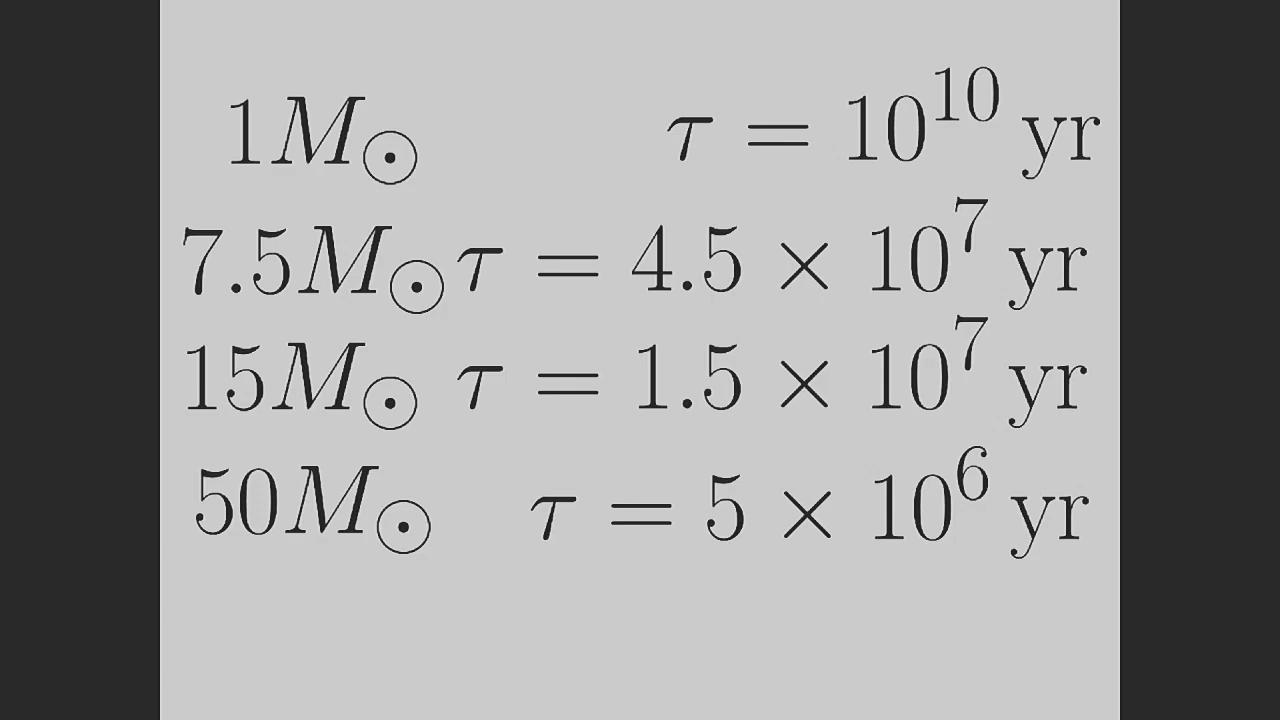 1M⊙ τ = 10¹⁰ yr
7.5M⊙ τ = 4.5 × 10⁷ yr
15M⊙ τ = 1.5 × 10⁷ yr
50M⊙ τ = 5 × 10⁶ yr